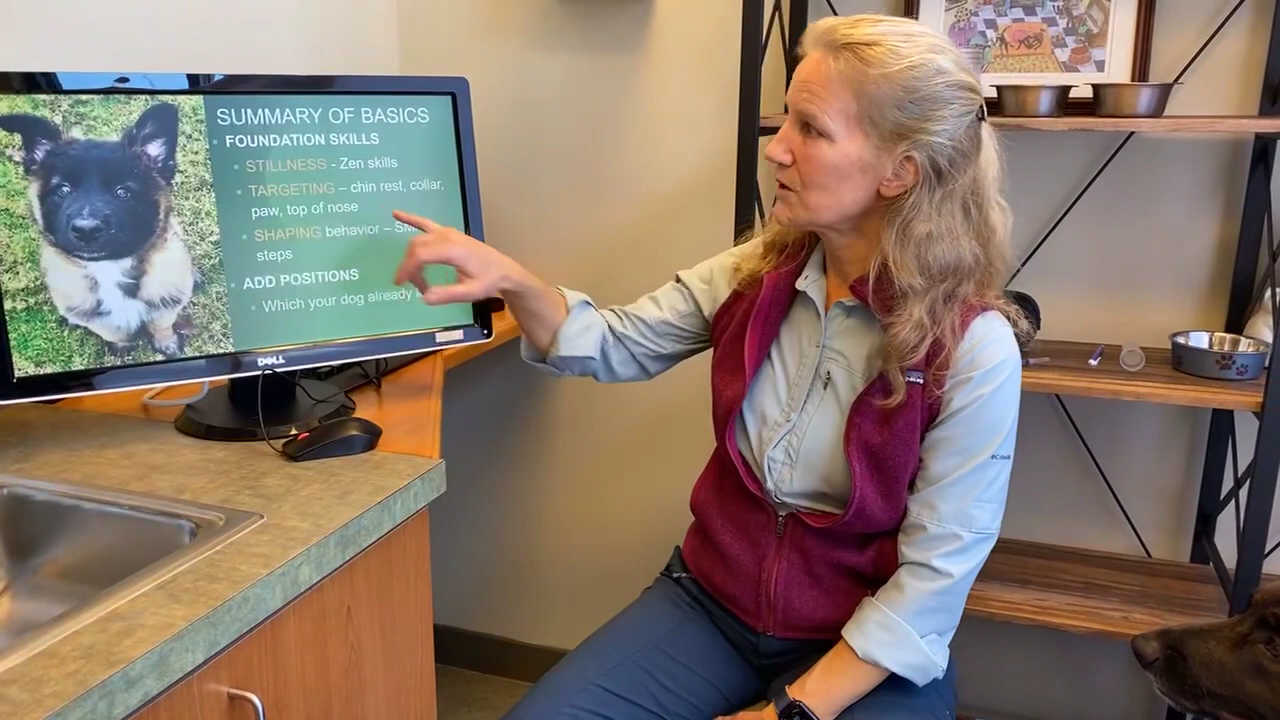 SUMMARY OF BASICS
FOUNDATION SKILLS
STILLNESS - Zen skills
TARGETING – chin rest, collar,
paw, top of nose
SHAPING behavior –
steps
ADD POSITIONS
Which your dog already
DELL